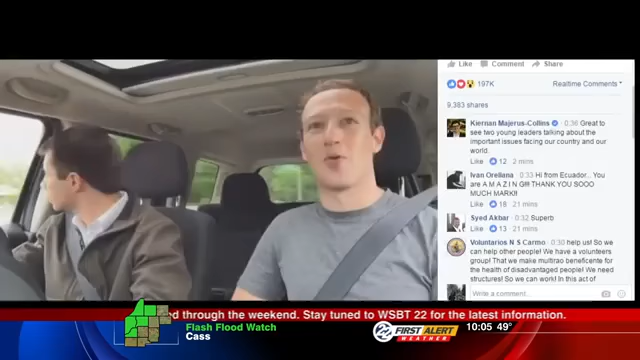 Like Comment Share
197K Realtime Comments
9,383 shares
Kiernan Majerus-Collins 0:36 Great to
see two young leaders talking about the
important issues facing our country and our
world.
Like 12 2 mins
Ivan Orellana 0:33 Hi from Ecuador... You
are A M A Z I N G!!! THANK YOU SOOO
MUCH MARK!!
Like 18 21 mins
Syed Akbar 0:32 Superb
Like 13 21 mins
Voluntarios N S Carmo 0:30 help us! So we
can help other people! We have a volunteers
group! That we make multirao beneficente for
the health of disadvantaged people! We need
structures! So we can work! In this act of
Write a comment...
d through the weekend. Stay tuned to WSBT 22 for the latest information.
Flash Flood Watch
Cass
22 FIRST ALERT
WEATHER
10:05 49°